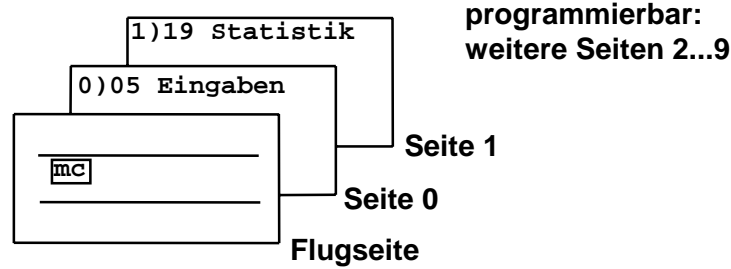 programmierbar:
weitere Seiten 2...9
1)19 Statistik
0)05 Eingaben
mc
Seite 1
Seite 0
Flugseite